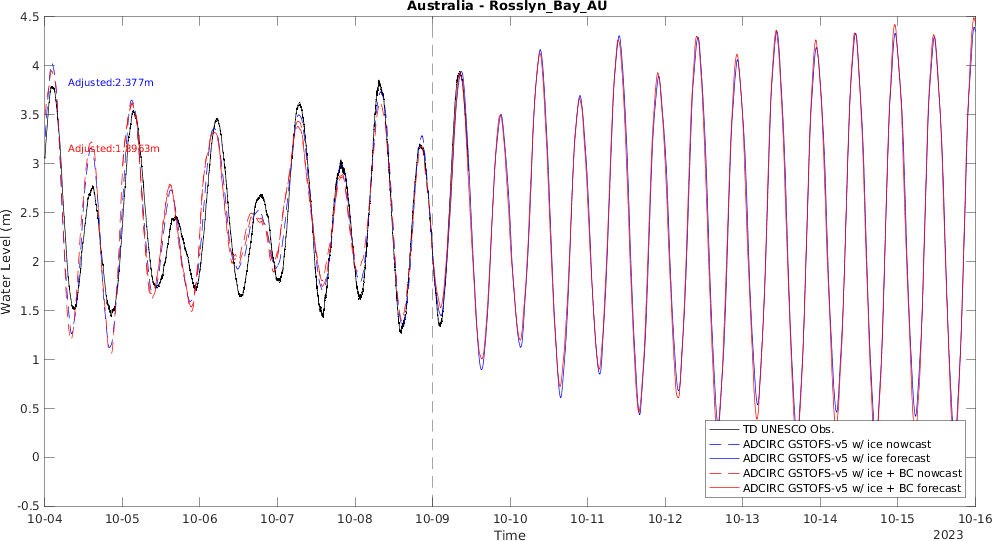 Australia - Rosslyn_Bay_AU
4.5
4
3.5
3
2.5
2
1.5
1
0.5
0
-0.5
Water Level (m)
Adjusted:2.377m
Adjusted:1.8963m
TD UNESCO Obs.
ADCIRC GSTOFS-v5 w/ ice nowcast
ADCIRC GSTOFS-v5 w/ ice forecast
ADCIRC GSTOFS-v5 w/ ice + BC nowcast
ADCIRC GSTOFS-v5 w/ ice + BC forecast
10-04 10-05 10-06 10-07 10-08 10-09 10-10 10-11 10-12 10-13 10-14 10-15 10-16
Time
2023